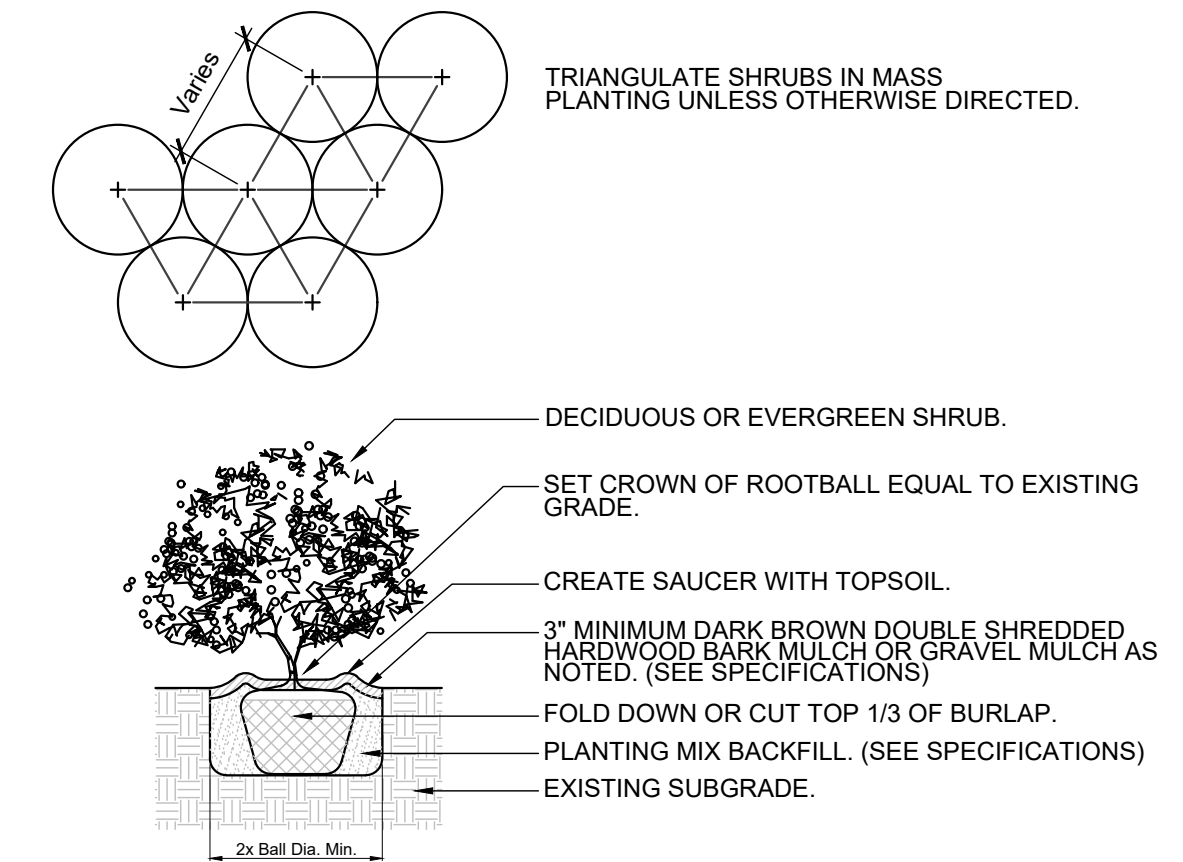 Varies
TRIANGULATE SHRUBS IN MASS
PLANTING UNLESS OTHERWISE DIRECTED.
DECIDUOUS OR EVERGREEN SHRUB.
SET CROWN OF ROOTBALL EQUAL TO EXISTING
GRADE.
CREATE SAUCER WITH TOPSOIL.
3" MINIMUM DARK BROWN DOUBLE SHREDDED
HARDWOOD BARK MULCH OR GRAVEL MULCH AS
NOTED. (SEE SPECIFICATIONS)
FOLD DOWN OR CUT TOP 1/3 OF BURLAP.
PLANTING MIX BACKFILL. (SEE SPECIFICATIONS)
EXISTING SUBGRADE.
2x Ball Dia. Min.